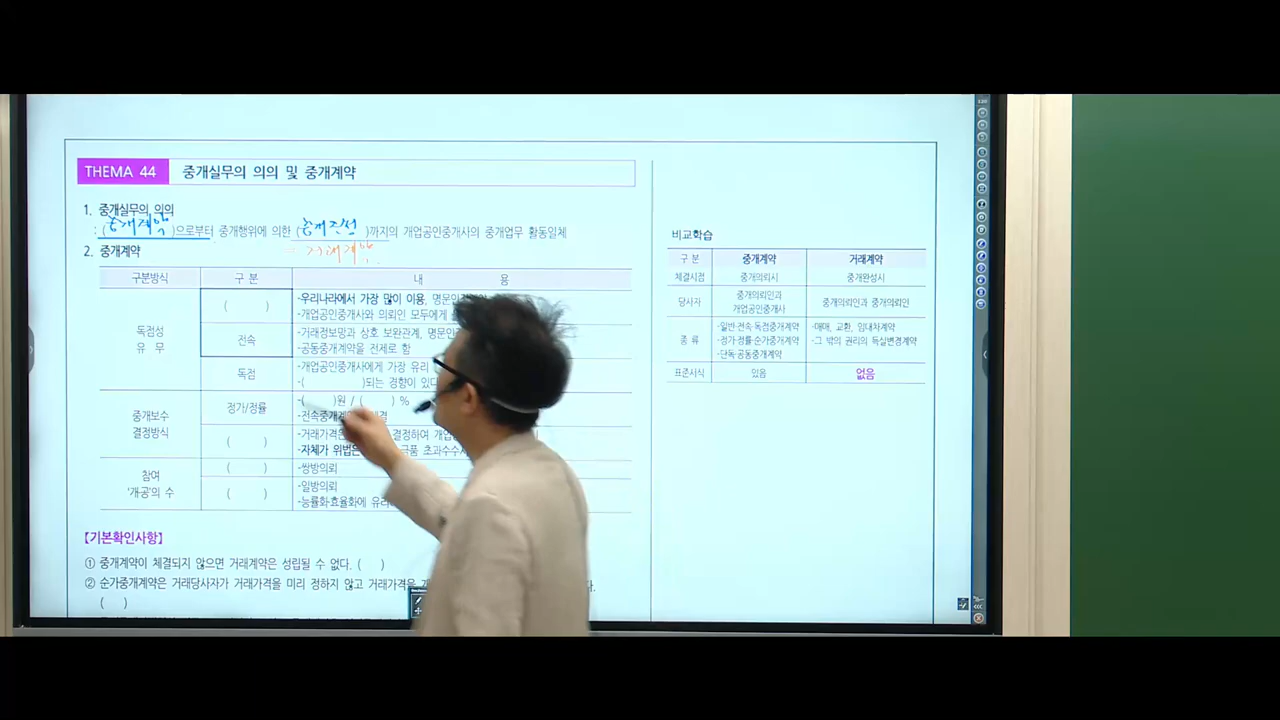 THEMA 44 중개실무의 의의 및 중개계약
1. 중개실무의 의의
: (중개계약)으로부터 중개행위에 의한 (중개완성)까지의 개업공인중개사의 중개업무 활동일체
= 거래계약
2. 중개계약
구분방식 구 분 내 용
독점성 유 무
( )
-우리나라에서 가장 많이 이용,
-개업공인중개사와 의뢰인 모두에게
전속
-거래정보망과 상호 보완관계,
-공동중개계약을 전제로 함
독점
-개업공인중개사에게 가장 유리
-( )되는 경향이 있다
중개보수 결정방식
정가/정률
-( )원 / ( ) %
( )
결정하여
-자체가 위법은
참여 '개공'의 수
( )
-쌍방의뢰
( )
-일방의뢰
-능률화·효율화에
【기본확인사항】
① 중개계약이 체결되지 않으면 거래계약은 성립될 수 없다. ( )
② 순가중개계약은 거래당사자가 거래가격을 미리 정하지 않고 거래가격을
( )
비교학습
구 분 중개계약 거래계약
체결시점 중개의뢰시 중개완성시
당사자 중개의뢰인과 개업공인중개사 중개의뢰인과 중개의뢰인
종 류
-일반·전속·독점중개계약 -매매, 교환, 임대차계약
-정가·정률·순가중개계약 -그 밖의 권리의 득실변경계약
-단독·공동중개계약
표준서식 있음 없음